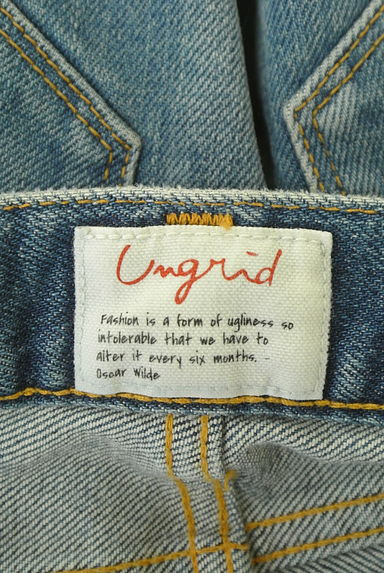 Ungrid
Fashion is a form of ugliness so
intolerable that we have to
alter it every six months. -
Oscar Wilde